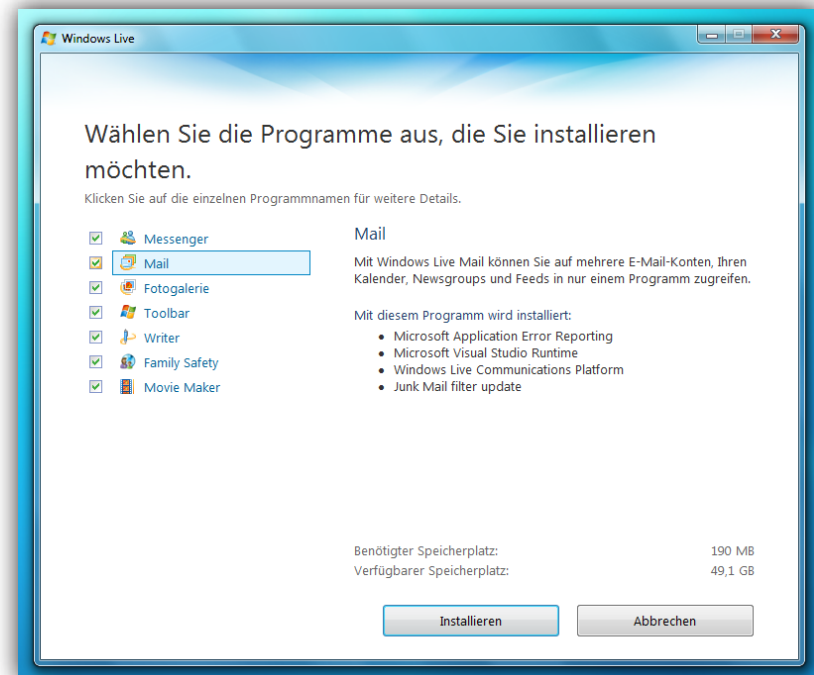 Windows Live
Wählen Sie die Programme aus, die Sie installieren
möchten.
Klicken Sie auf die einzelnen Programmnamen für weitere Details.
Messenger
Mail
Fotogalerie
Toolbar
Writer
Family Safety
Movie Maker
Mail
Mit Windows Live Mail können Sie auf mehrere E-Mail-Konten, Ihren
Kalender, Newsgroups und Feeds in nur einem Programm zugreifen.
Mit diesem Programm wird installiert:
• Microsoft Application Error Reporting
• Microsoft Visual Studio Runtime
• Windows Live Communications Platform
• Junk Mail filter update
Benötigter Speicherplatz: 190 MB
Verfügbarer Speicherplatz: 49,1 GB
Installieren Abbrechen